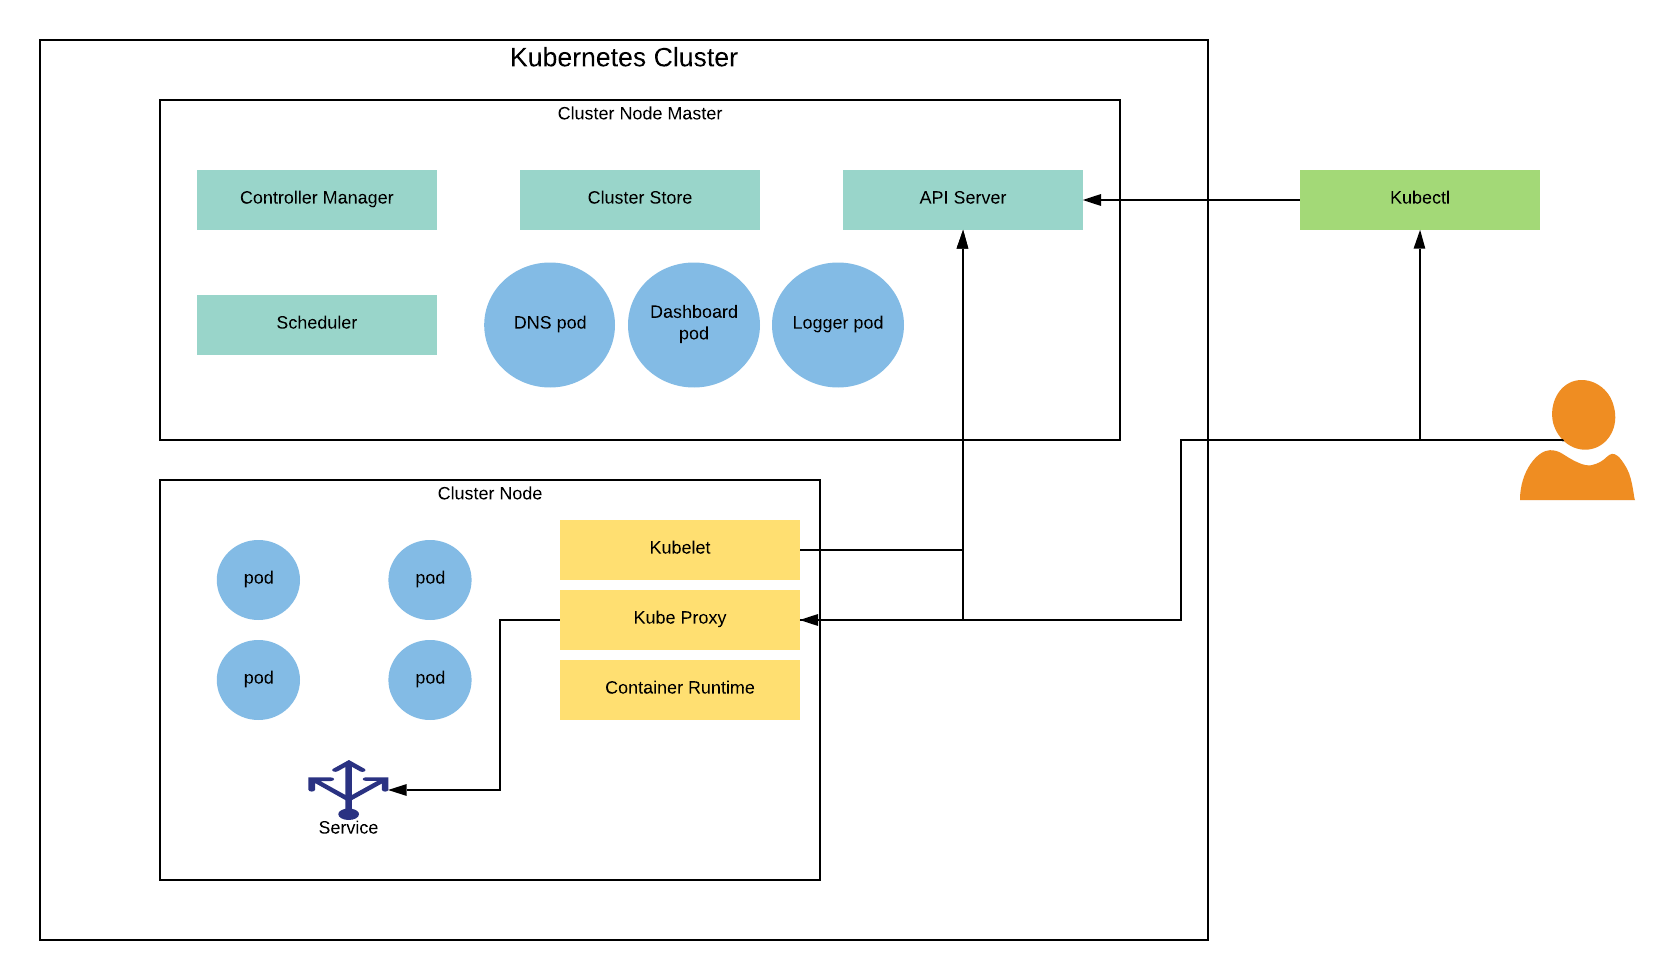 Kubernetes Cluster
Cluster Node Master
Controller Manager
Cluster Store
API Server
Kubectl
Scheduler
DNS pod
Dashboard
pod
Logger pod
Cluster Node
pod
pod
Kubelet
Kube Proxy
pod
pod
Container Runtime
Service